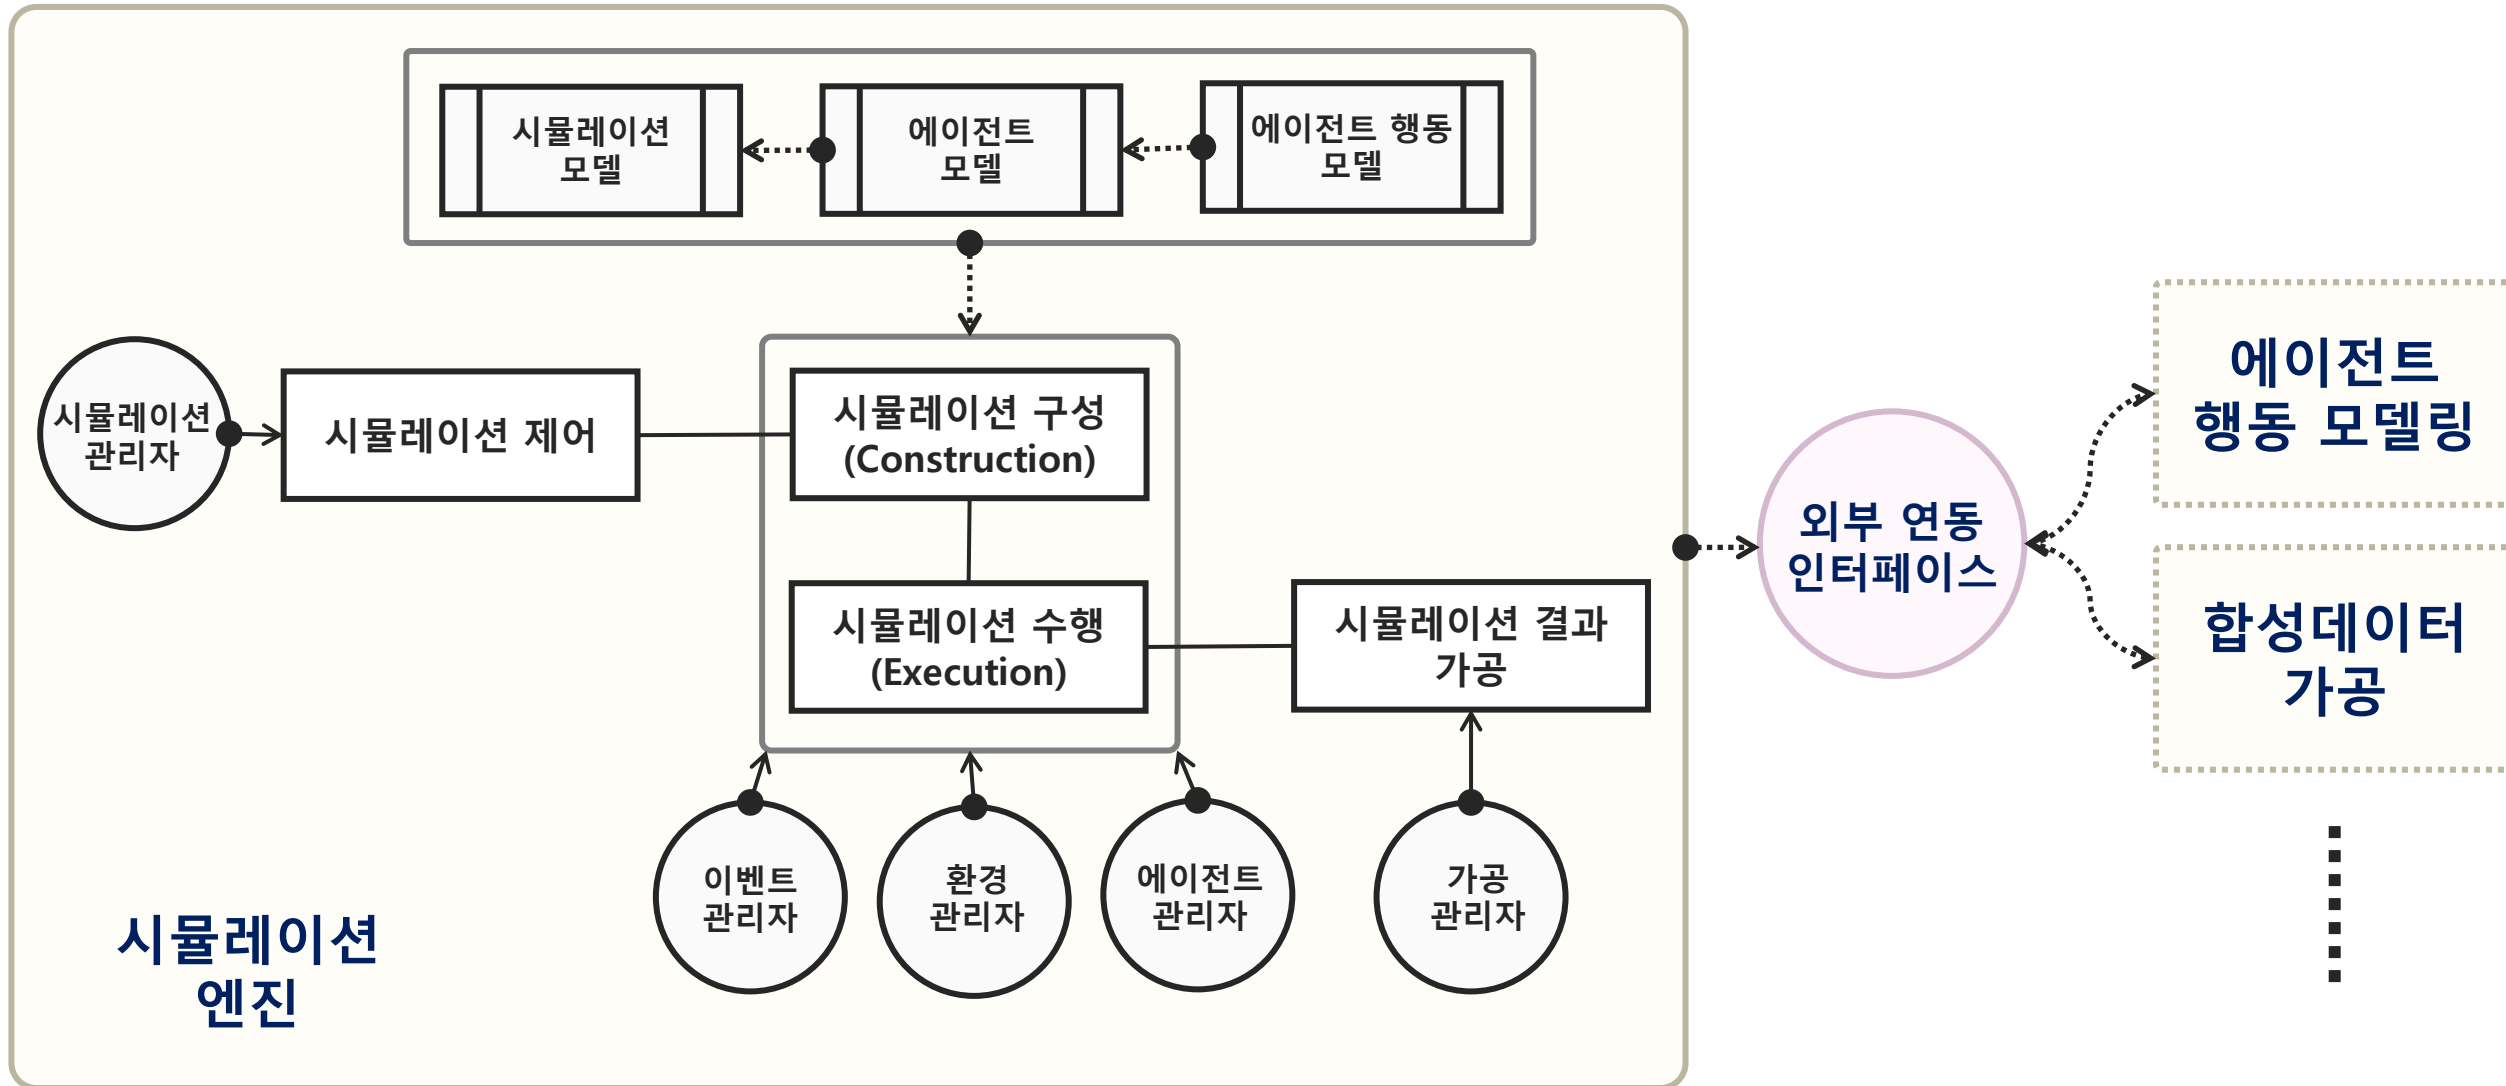 시뮬레이션
모델
에이전트
모델
에이전트 행동
모델
시뮬레이션
관리자
시뮬레이션 제어
시뮬레이션 구성
(Construction)
시뮬레이션 수행
(Execution)
시뮬레이션 결과
가공
이벤트
관리자
환경
관리자
에이전트
관리자
가공
관리자
시뮬레이션
엔진
외부 연동
인터페이스
에이전트
행동 모델링
합성데이터
가공